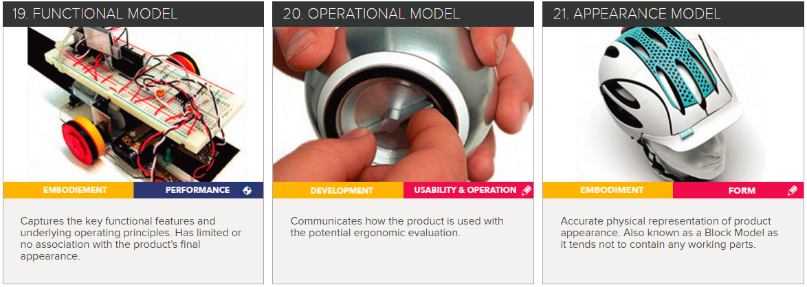 19. FUNCTIONAL MODEL
EMBODIEMENT
PERFORMANCE
Captures the key functional features and
underlying operating principles. Has limited or
no association with the product's final
appearance.
20. OPERATIONAL MODEL
DEVELOPMENT
USABILITY & OPERATION
Communicates how the product is used with
the potential ergonomic evaluation.
21. APPEARANCE MODEL
EMBODIMENT
FORM
Accurate physical representation of product
appearance. Also known as a Block Model as
it tends not to contain any working parts.